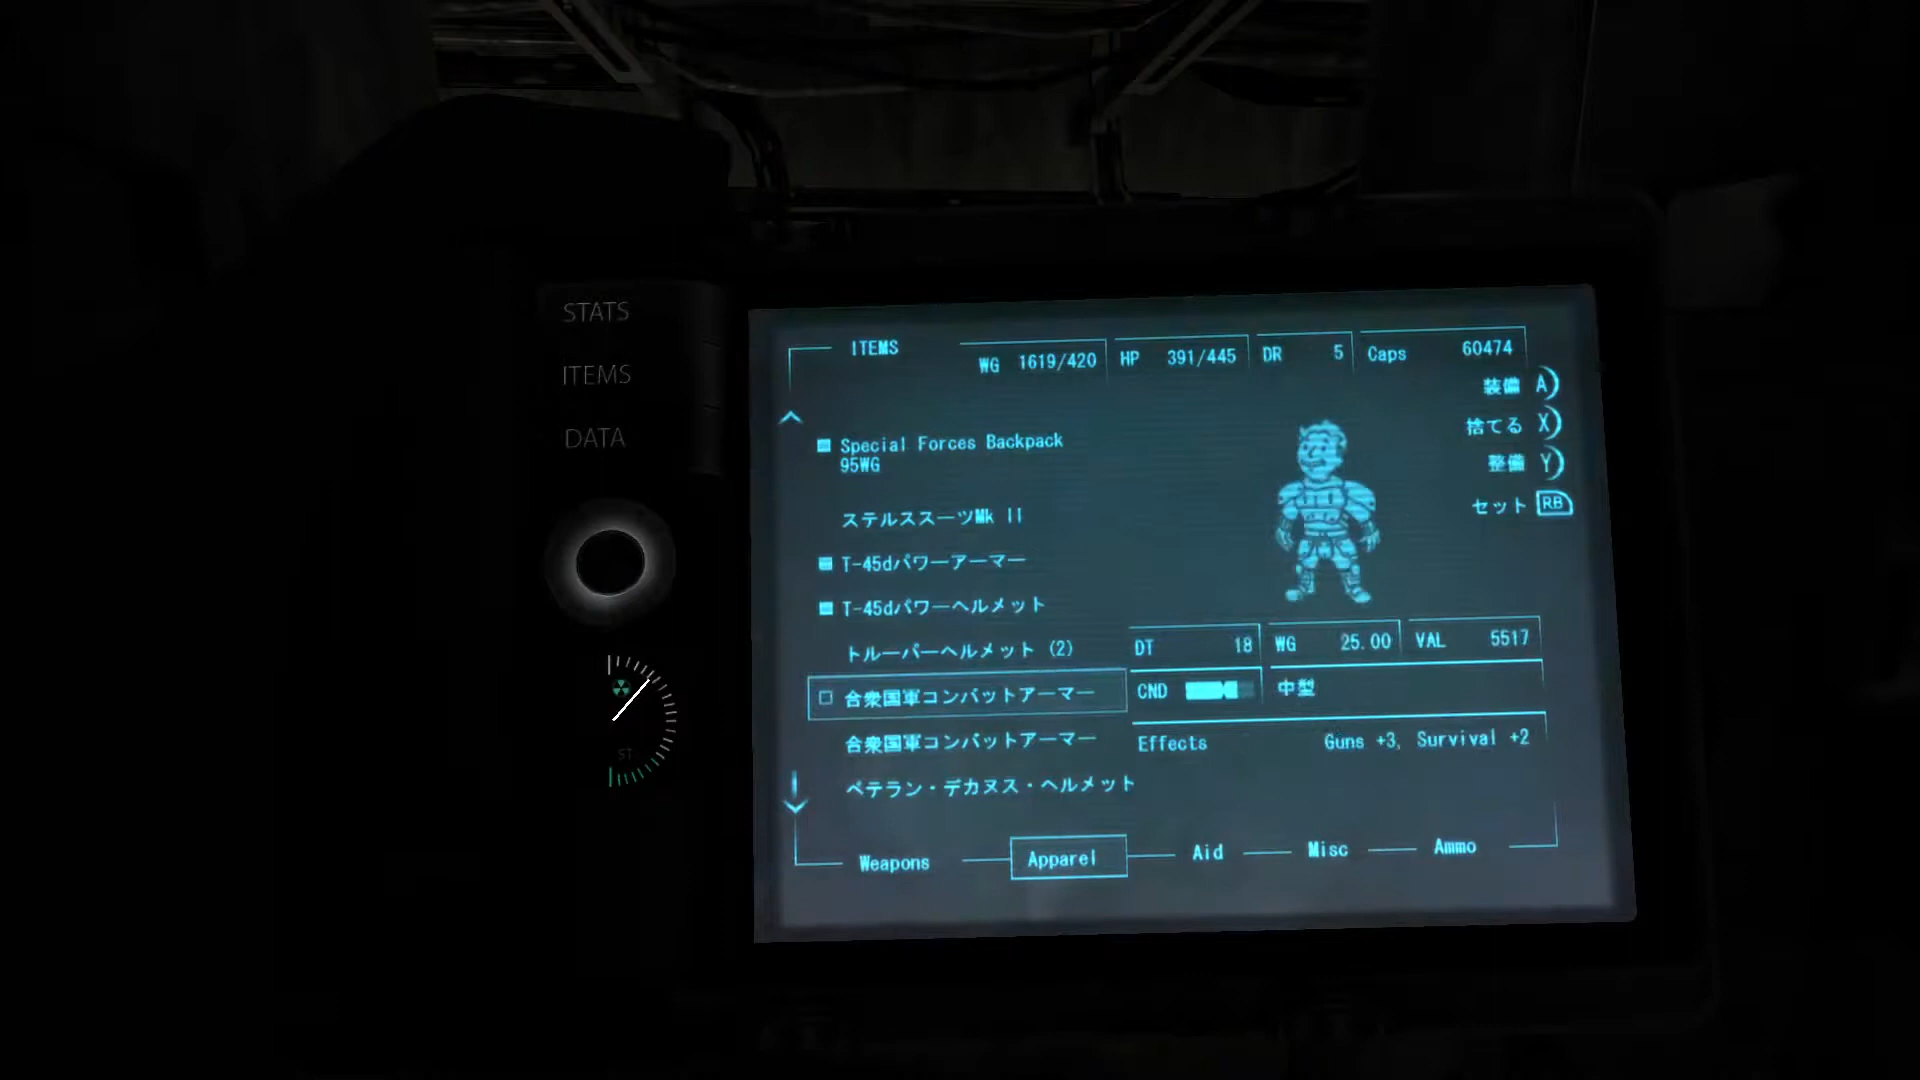 STATS
ITEMS
DATA
ST
ITEMS
WG 1619/420 HP 391/445 DR 5 Caps 60474
装備 A)
捨てる X)
整備 Y)
セット RB
Special Forces Backpack
95WG
ステルススーツMk II
T-45dパワーアーマー
T-45dパワーヘルメット
トルーパーヘルメット (2)
合衆国軍コンバットアーマー
合衆国軍コンバットアーマー
ベテラン・デカヌス・ヘルメット
DT 18 WG 25.00 VAL 5517
CND 中型
Effects Guns +3, Survival +2
Weapons Apparel Aid Misc Ammo